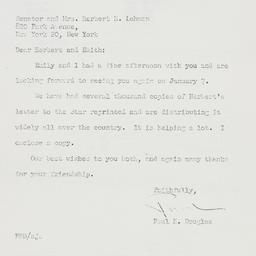 Senator and Mrs. Herbert H. Lehman
820 Park Avenue,
New York 20, New York
Dear Herbert and Edith:
Emily and I had a fine afternoon with you and are
looking forward to seeing you again on January 7.
We have had several thousand copies of Herbert's
letter to the Star reprinted and are distributing it
widely all over the country. It is helping a lot. I
enclose a copy.
Our best wishes to you both, and again many thanks
for your friendship.
Faithfully,
Paul
Paul H. Douglas